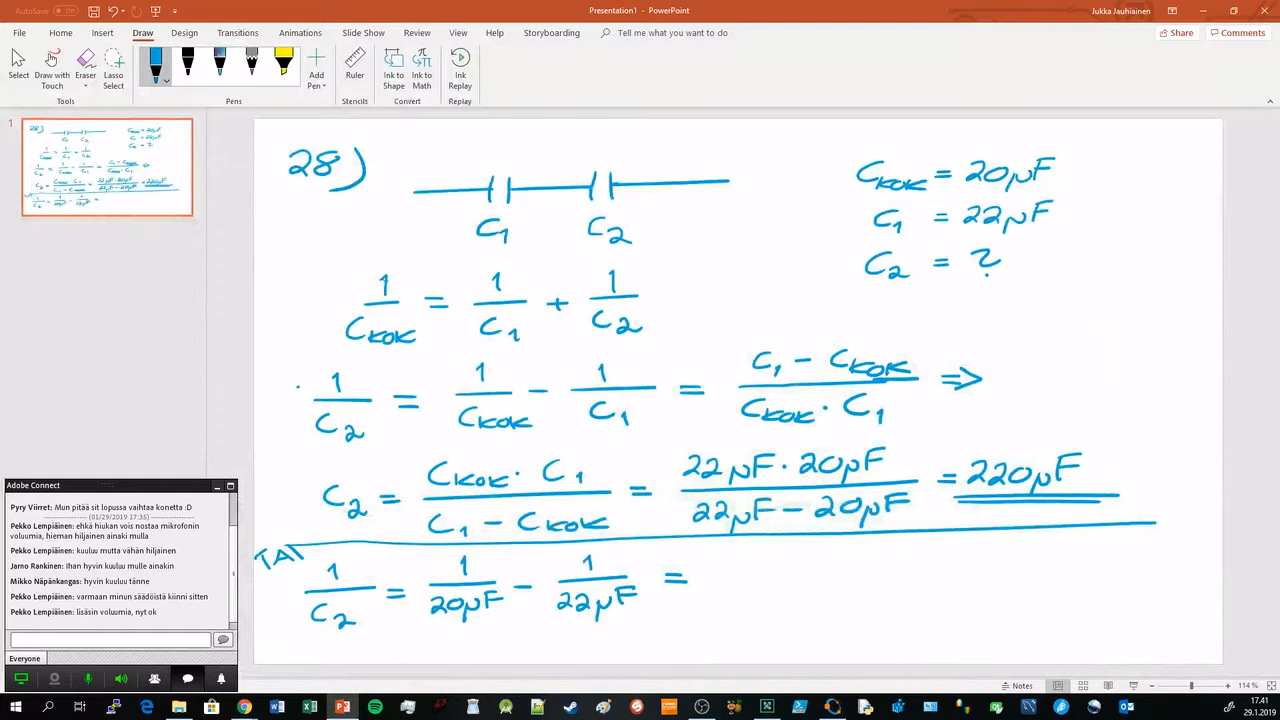 AutoSave Off
Presentation1 - PowerPoint
Jukka Jauhiainen
File Home Insert Draw Design Transitions Animations Slide Show Review View Help Storyboarding Tell me what you want to do
Share Comments
Select Draw with Touch Eraser Lasso Select Add Pen Ruler Ink to Shape Ink to Math Ink Replay
Tools Pens Stencils Convert Replay
1
28)
C1 C2
CKOK = 20µF
C1 = 22µF
C2 = ?
1/CKOK = 1/C1 + 1/C2
1/C2 = 1/CKOK - 1/C1 = (C1 - CKOK)/(CKOK · C1) ⇒
C2 = (CKOK · C1)/(C1 - CKOK) = (22µF · 20µF)/(22µF - 20µF) = 220µF
TAI
1/C2 = 1/20µF - 1/22µF =
Adobe Connect
Pyry Viirret: Mun pitää sit lopussa vaihtaa konetta :D
(01/29/2019 17:35)
Pekko Lempiäinen: ehkä hiukan vois nostaa mikrofonin
voluumia, hieman hiljainen ainaki mulla
Pekko Lempiäinen: kuuluu mutta vähän hiljainen
Jarno Rankinen: Ihan hyvin kuuluu mulle ainakin
Mikko Näpänkangas: hyvin kuuluu tänne
Pekko Lempiäinen: varmaan minun säädöistä kiinni sitten
Pekko Lempiäinen: lisäsin voluumia, nyt ok
Everyone
Notes
114 %
17.41
29.1.2019